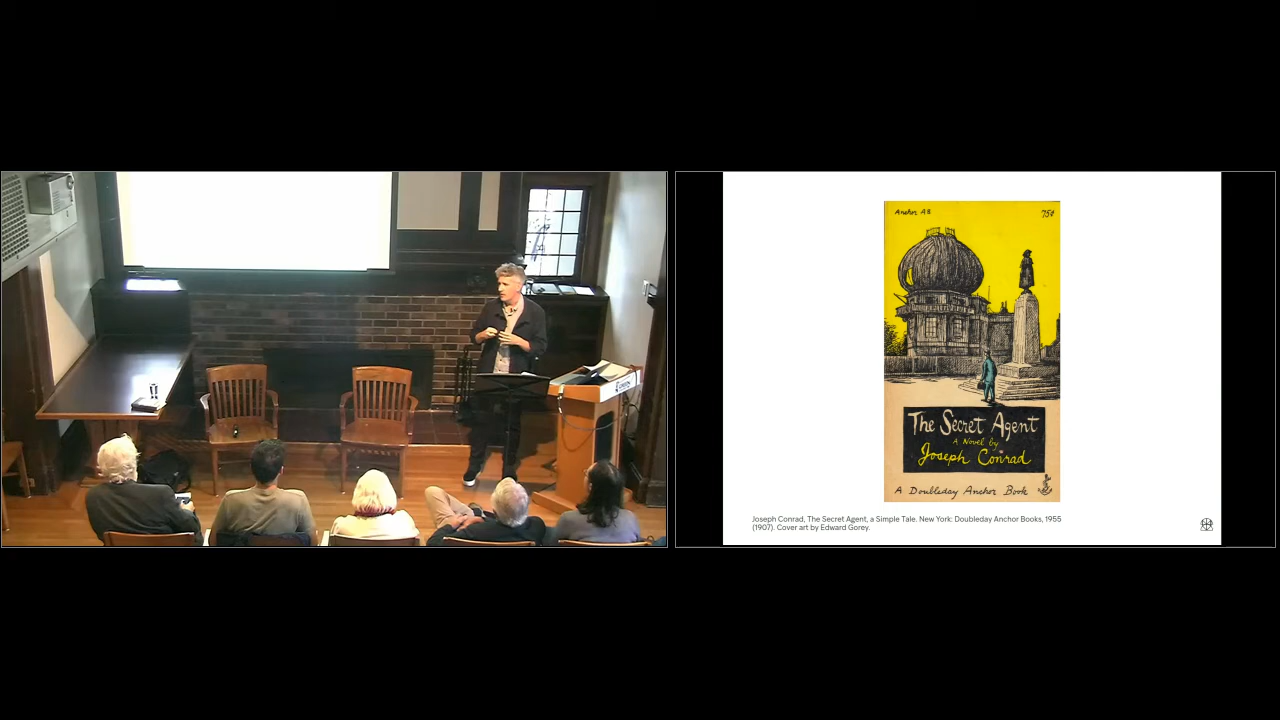 Anchor A8
75¢
The Secret Agent
A Novel by
Joseph Conrad
A Doubleday Anchor Book
Joseph Conrad, The Secret Agent, a Simple Tale. New York: Doubleday Anchor Books, 1955
(1907). Cover art by Edward Gorey.